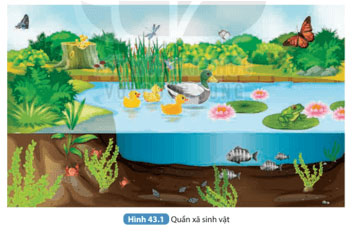 Hình 43.1 Quần xã sinh vật